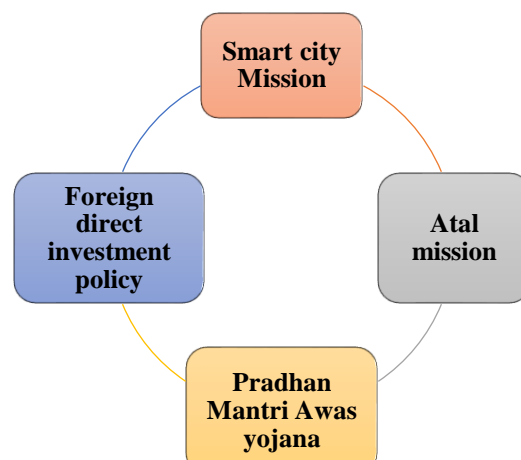 Smart city
Mission
Foreign
direct
investment
policy
Atal
mission
Pradhan
Mantri Awas
yojana